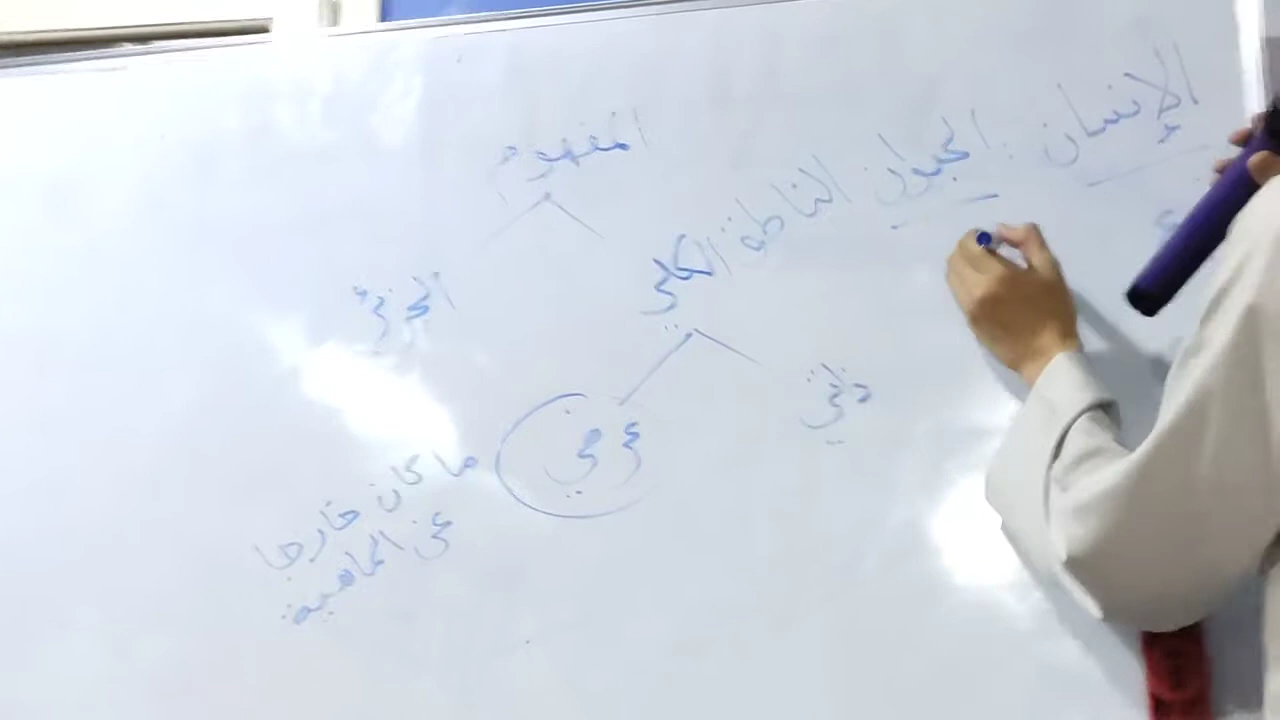 الإنسان : الحيوان الناطق
المفهوم
الكلي
الجزئي
ذاتي
عرضي
ما كان خارجا
عن الماهية